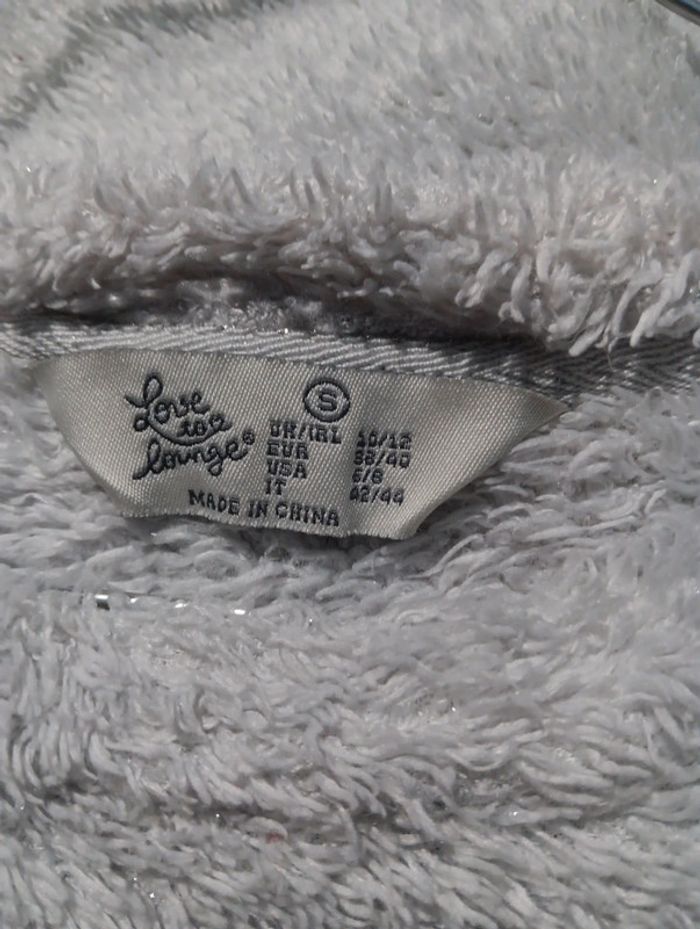 Love
to
lounge®
S
UK/IRL 10/12
EUR 38/40
USA 6/8
IT 42/44
MADE IN CHINA